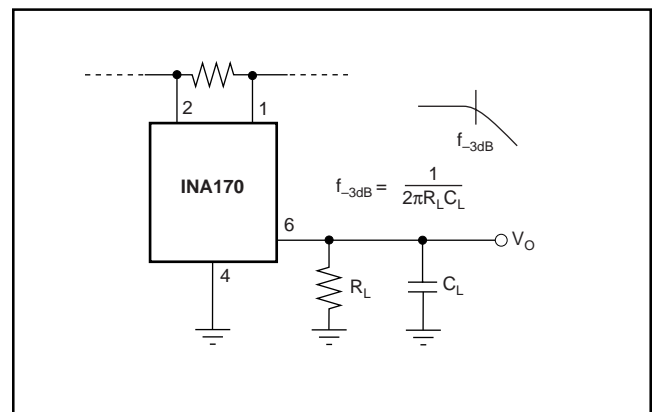 2
1
INA170
f–3dB
f–3dB = 1 / 2πRLCL
6
VO
4
RL
CL